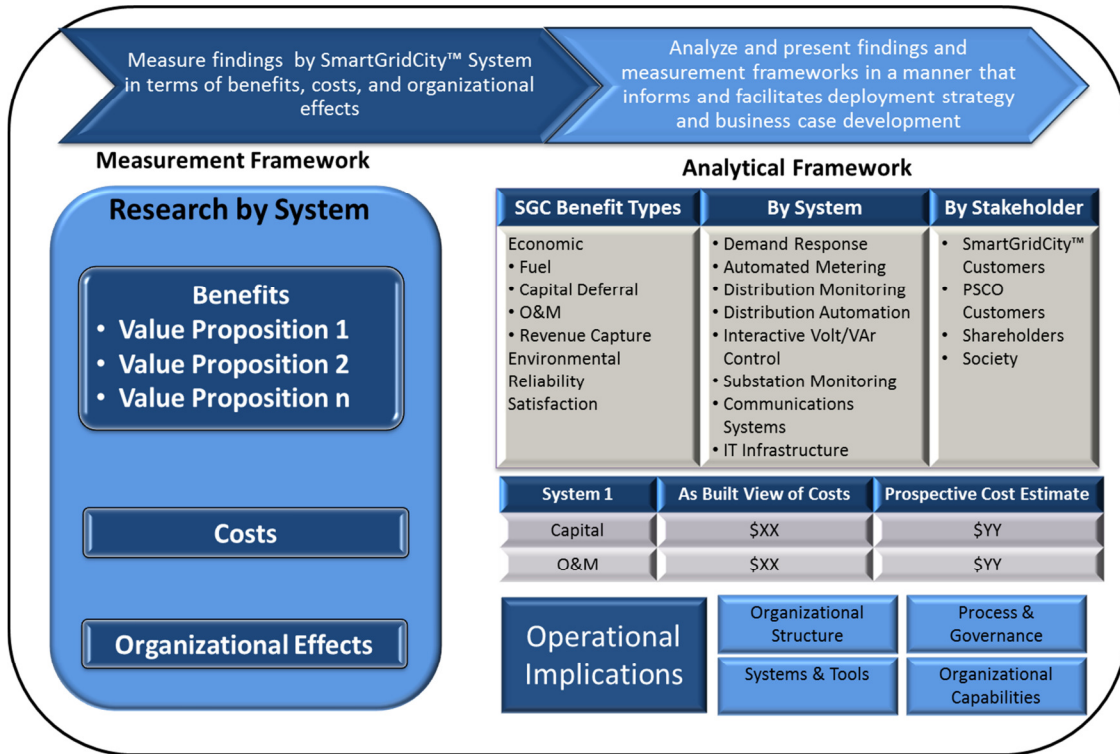 Measure findings by SmartGridCity™ System
in terms of benefits, costs, and organizational
effects
Analyze and present findings and
measurement frameworks in a manner that
informs and facilitates deployment strategy
and business case development
Measurement Framework
Research by System
Benefits
• Value Proposition 1
• Value Proposition 2
• Value Proposition n
Costs
Organizational Effects
Analytical Framework
SGC Benefit Types
Economic
• Fuel
• Capital Deferral
• O&M
• Revenue Capture
Environmental
Reliability
Satisfaction
By System
• Demand Response
• Automated Metering
• Distribution Monitoring
• Distribution Automation
• Interactive Volt/VAr
Control
• Substation Monitoring
• Communications
Systems
• IT Infrastructure
By Stakeholder
• SmartGridCity™
Customers
• PSCO
Customers
• Shareholders
• Society
System 1 As Built View of Costs Prospective Cost Estimate
Capital $XX $YY
O&M $XX $YY
Operational
Implications
Organizational
Structure
Process &
Governance
Systems & Tools
Organizational
Capabilities